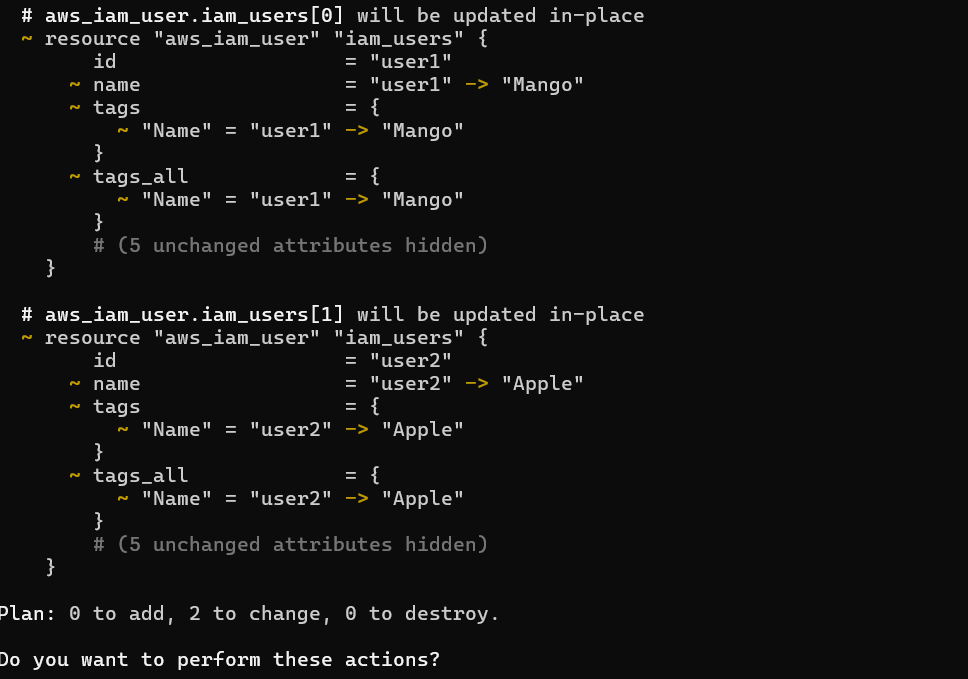 # aws_iam_user.iam_users[0] will be updated in-place
~ resource "aws_iam_user" "iam_users" {
id = "user1"
~ name = "user1" -> "Mango"
~ tags = {
~ "Name" = "user1" -> "Mango"
}
~ tags_all = {
~ "Name" = "user1" -> "Mango"
}
# (5 unchanged attributes hidden)
}
# aws_iam_user.iam_users[1] will be updated in-place
~ resource "aws_iam_user" "iam_users" {
id = "user2"
~ name = "user2" -> "Apple"
~ tags = {
~ "Name" = "user2" -> "Apple"
}
~ tags_all = {
~ "Name" = "user2" -> "Apple"
}
# (5 unchanged attributes hidden)
}
Plan: 0 to add, 2 to change, 0 to destroy.
Do you want to perform these actions?